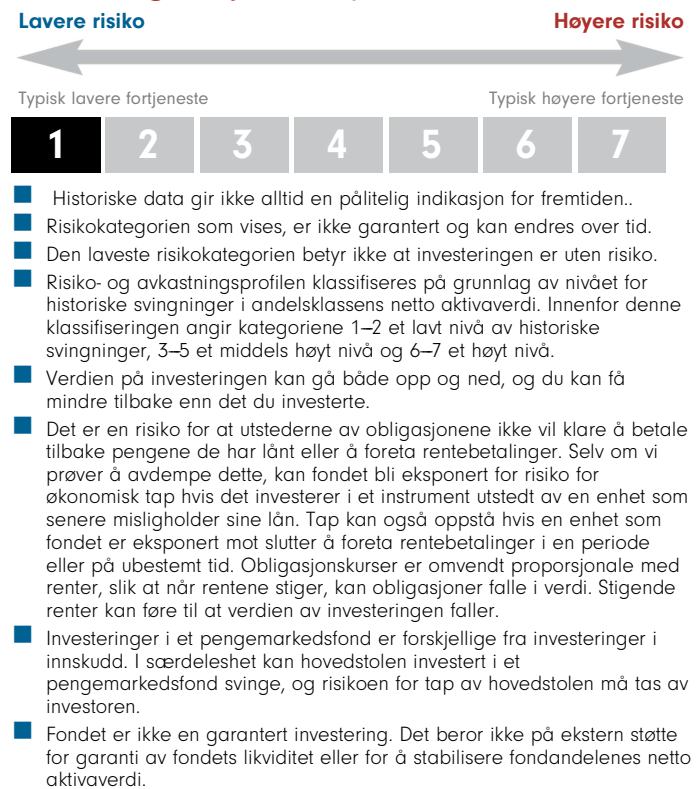 Lavere risiko Høyere risiko
Typisk lavere fortjeneste Typisk høyere fortjeneste
1 2 3 4 5 6 7
Historiske data gir ikke alltid en pålitelig indikasjon for fremtiden..
Risikokategorien som vises, er ikke garantert og kan endres over tid.
Den laveste risikokategorien betyr ikke at investeringen er uten risiko.
Risiko- og avkastningsprofilen klassifiseres på grunnlag av nivået for
historiske svingninger i andelsklassens netto aktivaverdi. Innenfor denne
klassifiseringen angir kategoriene 1–2 et lavt nivå av historiske
svingninger, 3–5 et middels høyt nivå og 6–7 et høyt nivå.
Verdien på investeringen kan gå både opp og ned, og du kan få
mindre tilbake enn det du investerte.
Det er en risiko for at utstederne av obligasjonene ikke vil klare å betale
tilbake pengene de har lånt eller å foreta rentebetalinger. Selv om vi
prøver å avdempe dette, kan fondet bli eksponert for risiko for
økonomisk tap hvis det investerer i et instrument utstedt av en enhet som
senere misligholder sine lån. Tap kan også oppstå hvis en enhet som
fondet er eksponert mot slutter å foreta rentebetalinger i en periode
eller på ubestemt tid. Obligasjonskurser er omvendt proporsjonale med
renter, slik at når rentene stiger, kan obligasjoner falle i verdi. Stigende
renter kan føre til at verdien av investeringen faller.
Investeringer i et pengemarkedsfond er forskjellige fra investeringer i
innskudd. I særdeleshet kan hovedstolen investert i et
pengemarkedsfond svinge, og risikoen for tap av hovedstolen må tas av
investoren.
Fondet er ikke en garantert investering. Det beror ikke på ekstern støtte
for garanti av fondets likviditet eller for å stabilisere fondandelenes netto
aktivaverdi.